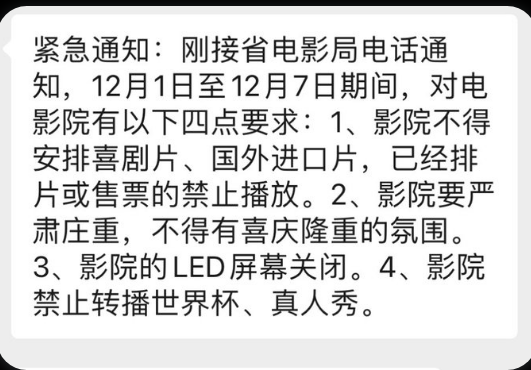 紧急通知：刚接省电影局电话通
知，12月1日至12月7日期间，对电
影院有以下四点要求：1、影院不得
安排喜剧片、国外进口片，已经排
片或售票的禁止播放。2、影院要严
肃庄重，不得有喜庆隆重的氛围。
3、影院的LED屏幕关闭。4、影院
禁止转播世界杯、真人秀。